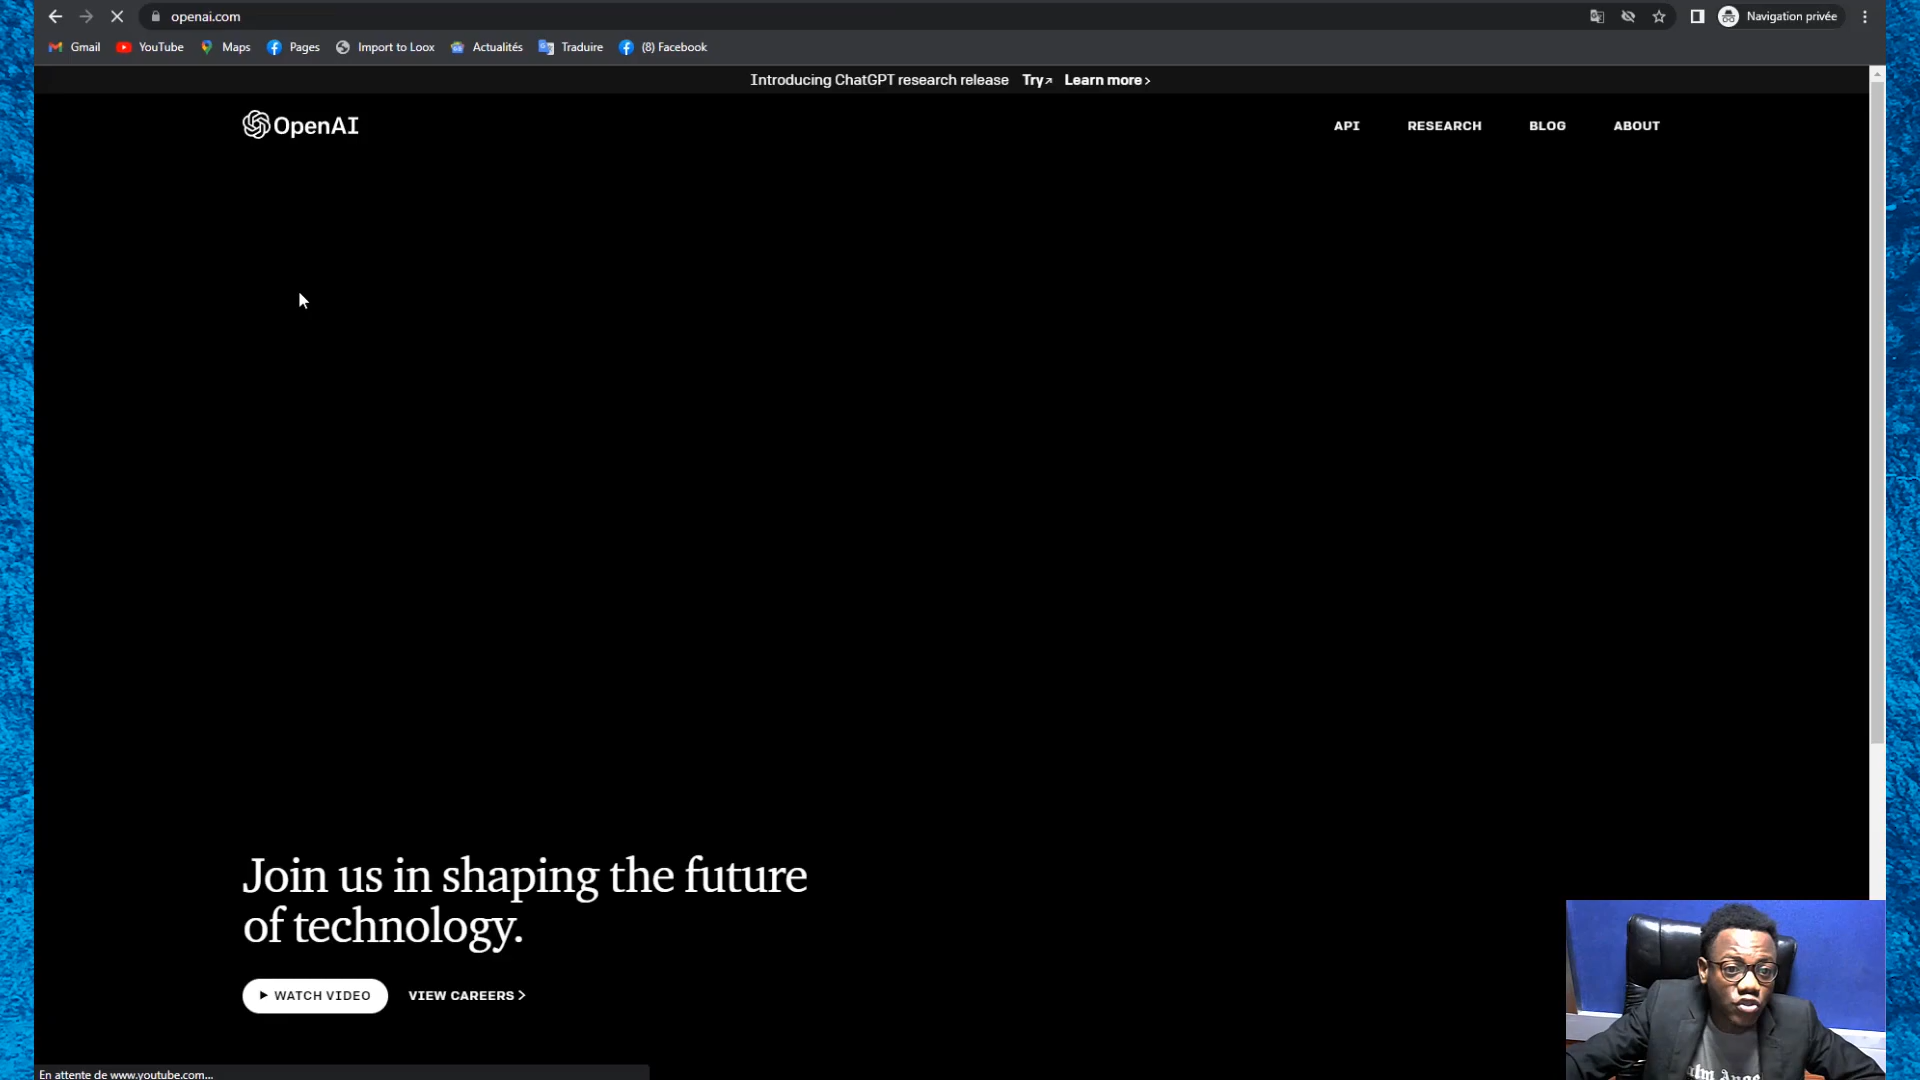 openai.com
Navigation privée
Gmail
YouTube
Maps
Pages
Import to Loox
Actualités
Traduire
(8) Facebook
Introducing ChatGPT research release Try↗ Learn more ›
OpenAI
API
RESEARCH
BLOG
ABOUT
Join us in shaping the future
of technology.
WATCH VIDEO
VIEW CAREERS
En attente de www.youtube.com...